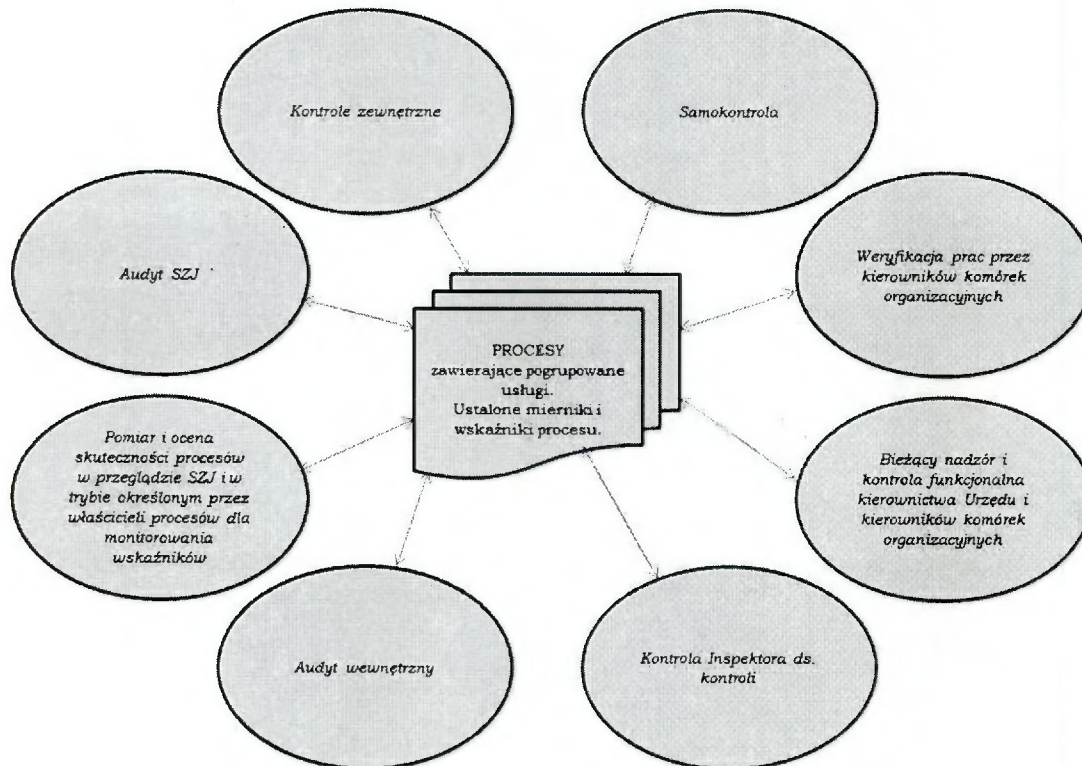 Kontrole zewnętrzne
Samokontrola
Audyt SZJ
Weryfikacja prac przez
kierowników komórek
organizacyjnych
PROCESY
zawierające pogrupowane
usługi.
Ustalone mierniki i
wskaźniki procesu.
Pomiar i ocena
skuteczności procesów
w przeglądzie SZJ i w
trybie określonym przez
właścicieli procesów dla
monitorowania
wskaźników
Bieżący nadzór i
kontrola funkcjonalna
kierownictwa Urzędu i
kierowników komórek
organizacyjnych
Audyt wewnętrzny
Kontrola Inspektora ds.
kontroli